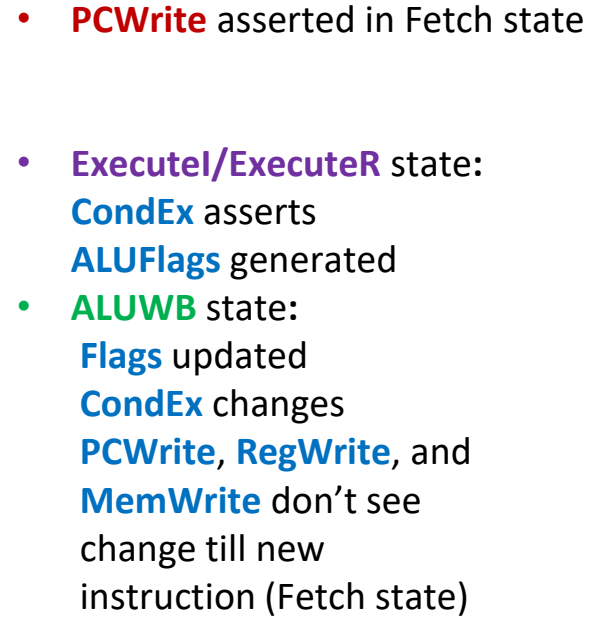 • PCWrite asserted in Fetch state
• ExecuteI/ExecuteR state:
CondEx asserts
ALUFlags generated
• ALUWB state:
Flags updated
CondEx changes
PCWrite, RegWrite, and
MemWrite don’t see
change till new
instruction (Fetch state)